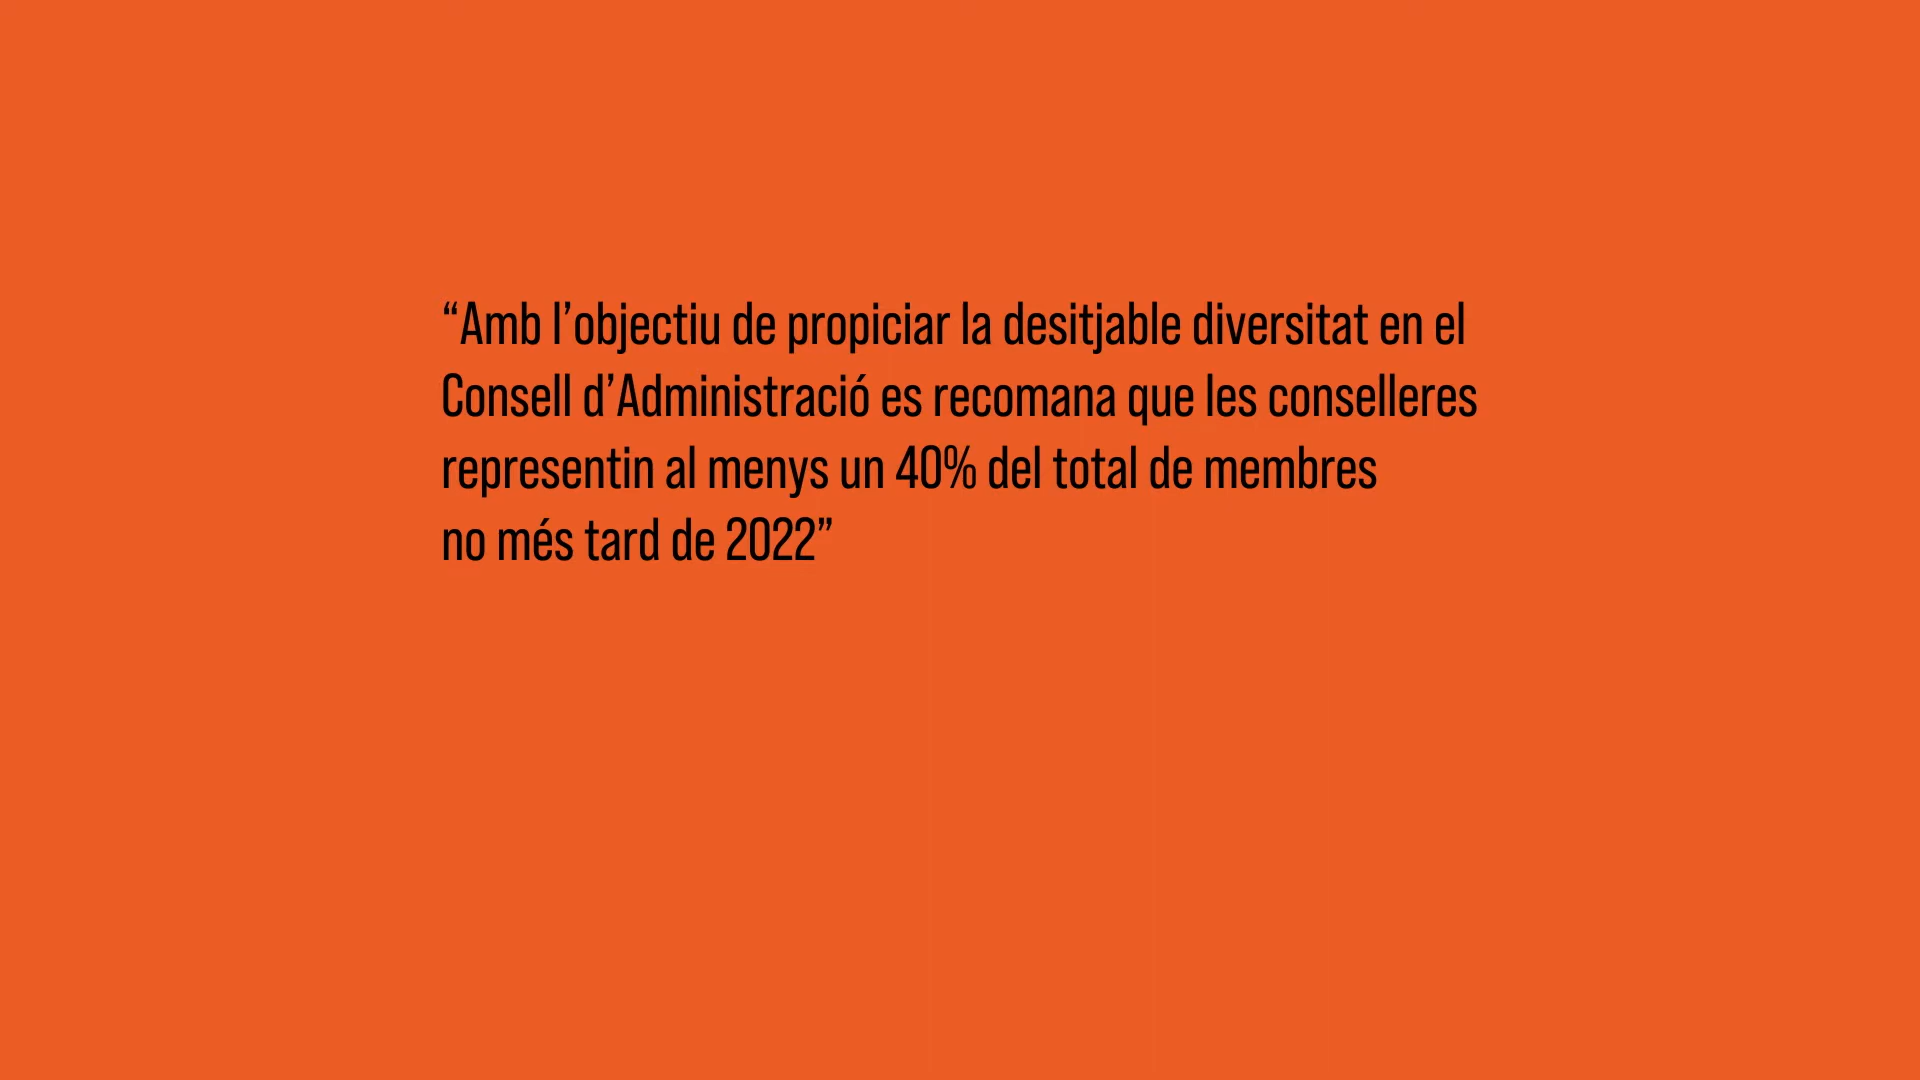 “Amb l’objectiu de propiciar la desitjable diversitat en el
Consell d’Administració es recomana que les conselleres
representin al menys un 40% del total de membres
no més tard de 2022”